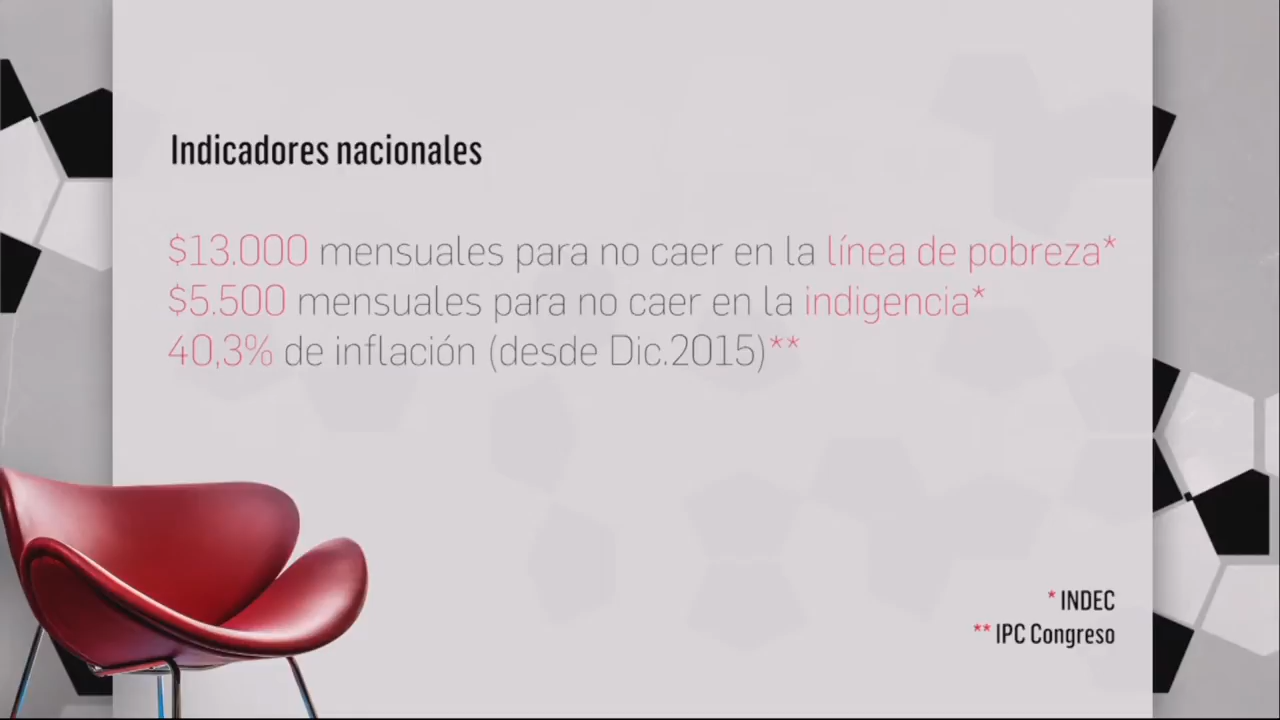 Indicadores nacionales
$13.000 mensuales para no caer en la línea de pobreza*
$5.500 mensuales para no caer en la indigencia*
40,3% de inflación (desde Dic.2015)**
* INDEC
** IPC Congreso